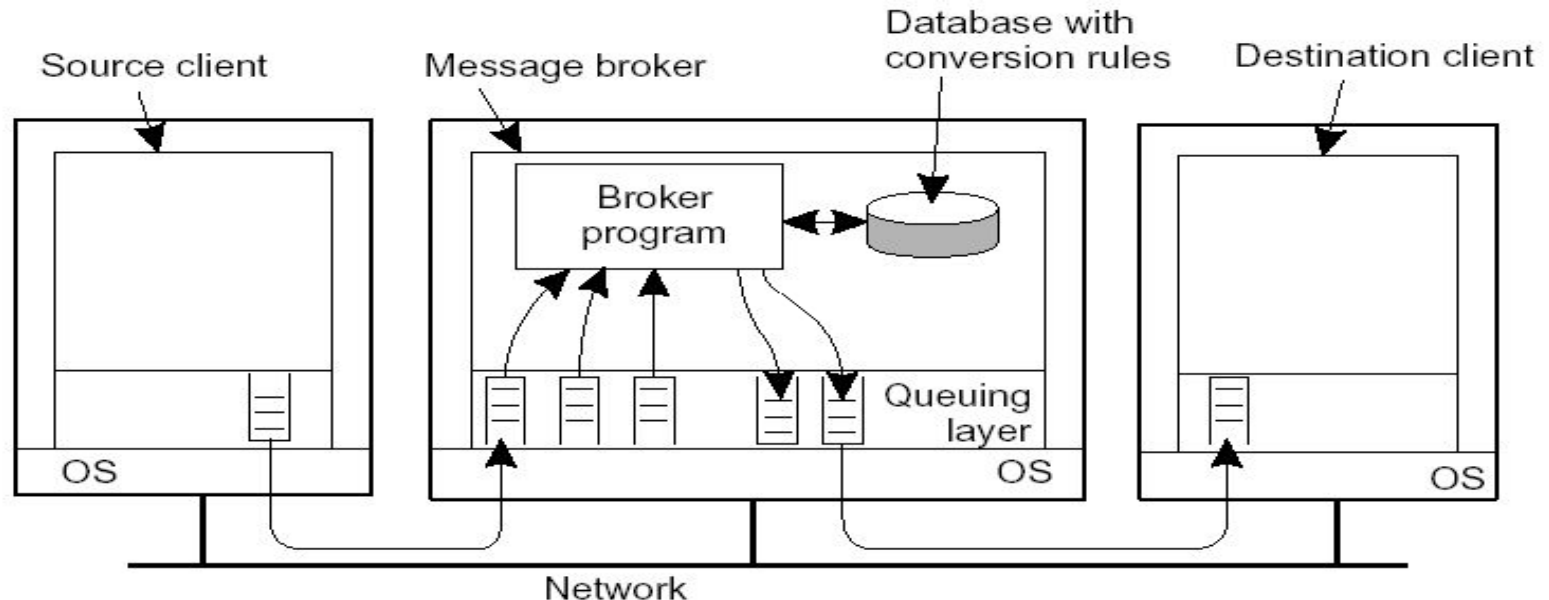 Source client
Message broker
Database with
conversion rules
Destination client
Broker
program
Queuing
layer
OS
OS
OS
Network